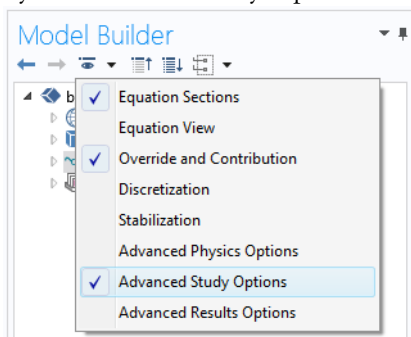 Model Builder
b
Equation Sections
Equation View
Override and Contribution
Discretization
Stabilization
Advanced Physics Options
Advanced Study Options
Advanced Results Options